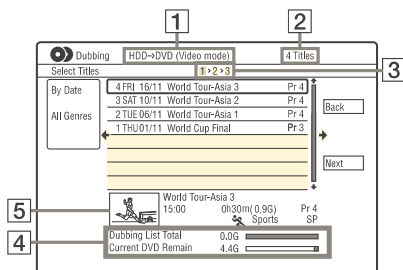 1
2
Dubbing HDD→DVD (Video mode) 4 Titles
Select Titles 1 > 2 > 3
3
By Date
All Genres
4 FRI 16/11 World Tour-Asia 3 Pr 4
3 SAT 10/11 World Tour-Asia 2 Pr 4
2 TUE 06/11 World Tour-Asia 1 Pr 4
1 THU 01/11 World Cup Final Pr 3
Back
Next
5
World Tour-Asia 3
15:00 0h30m( 0.9G) Pr 4
Sports SP
4
Dubbing List Total 0.0G
Current DVD Remain 4.4G